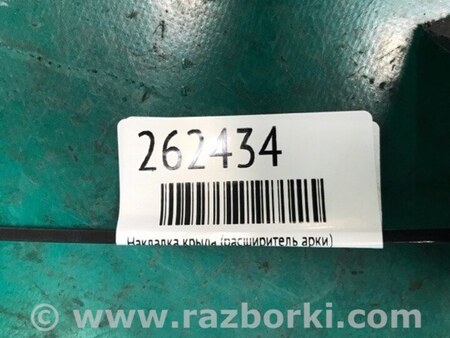 262434
Накладка крыла (расширитель арки)
© www.razborki.com